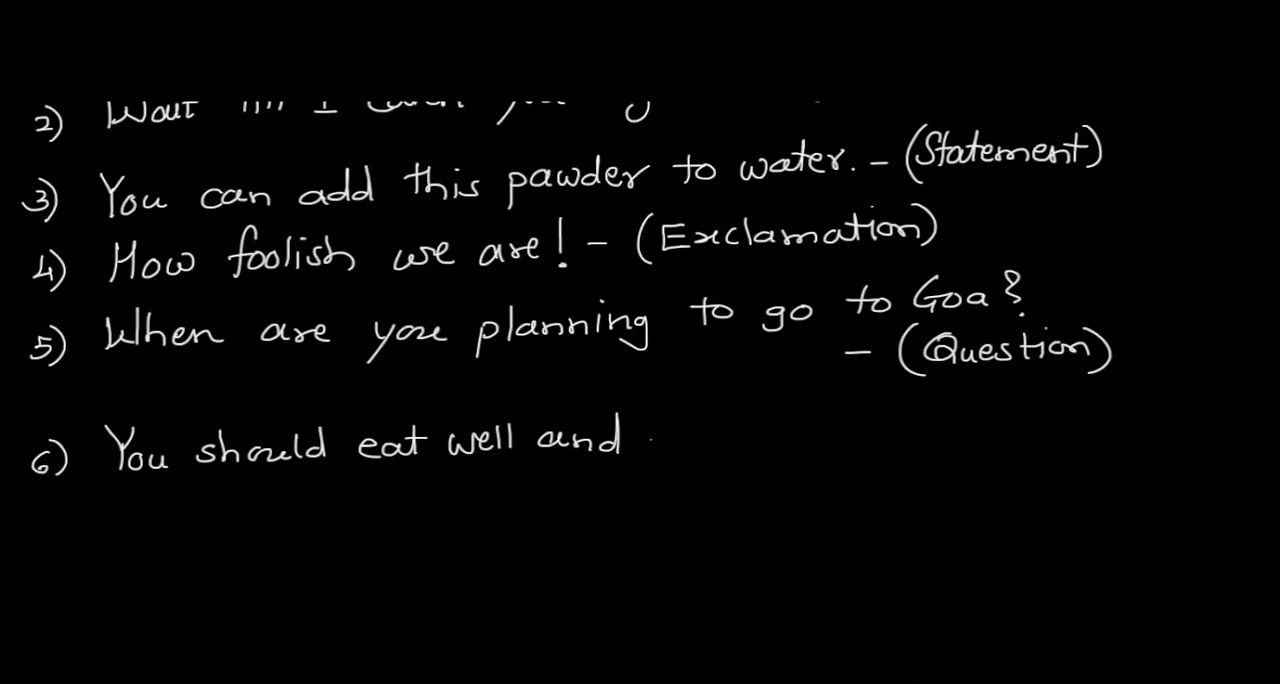 2) Wait till I
3) You can add this pawder to water. - (Statement)
4) How foolish we are! - (Exclamation)
5) When are you planning to go to Goa?
- (Question)
6) You should eat well and